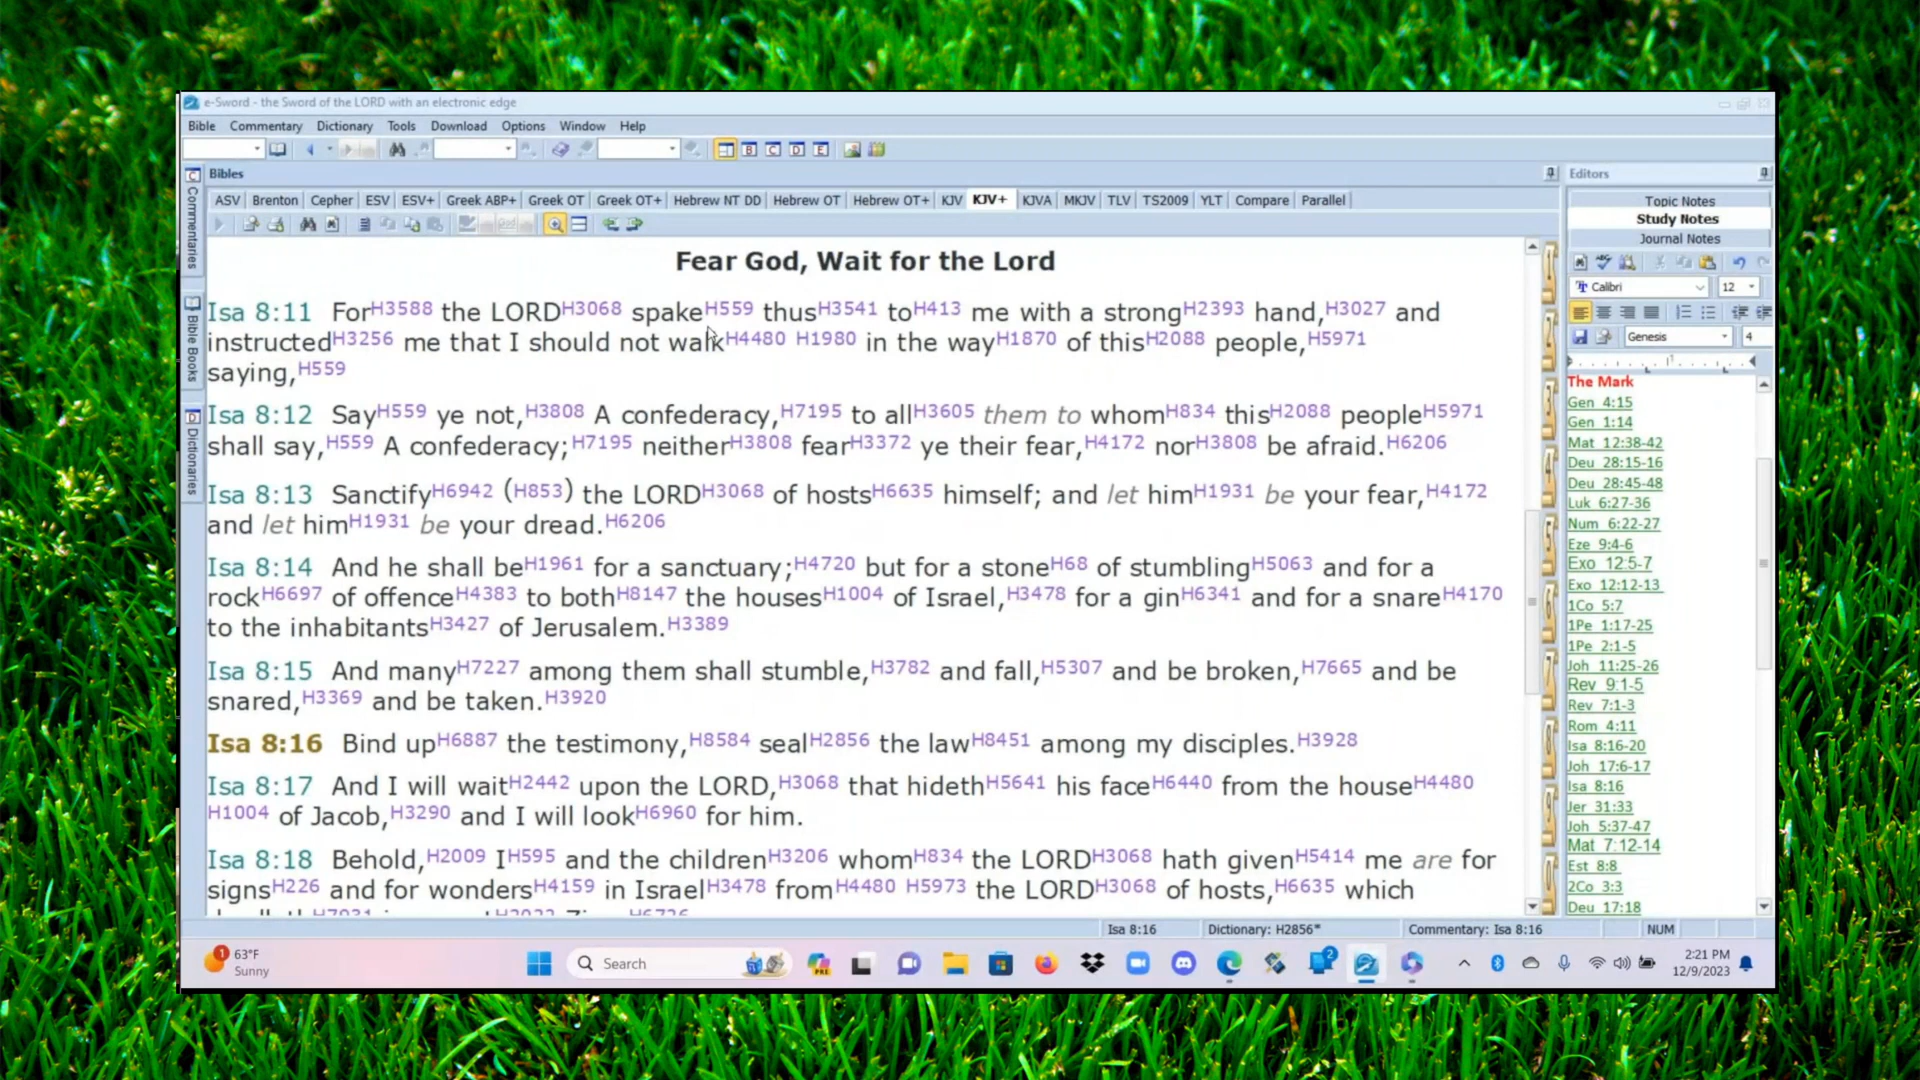 e-Sword - the Sword of the LORD with an electronic edge
Bible Commentary Dictionary Tools Download Options Window Help
B C D E
Bibles
ASV Brenton Cepher ESV ESV+ Greek ABP+ Greek OT Greek OT+ Hebrew NT DD Hebrew OT Hebrew OT+ KJV KJV+ KJVA MKJV TLV TS2009 YLT Compare Parallel
Commentaries
Bible Books
Dictionaries
Fear God, Wait for the Lord
Isa 8:11 ForH3588 the LORDH3068 spakeH559 thusH3541 toH413 me with a strongH2393 hand,H3027 and
instructedH3256 me that I should not walkH4480 H1980 in the wayH1870 of thisH2088 people,H5971
saying,H559
Isa 8:12 SayH559 ye not,H3808 A confederacy,H7195 to allH3605 them to whomH834 thisH2088 peopleH5971
shall say,H559 A confederacy;H7195 neitherH3808 fearH3372 ye their fear,H4172 norH3808 be afraid.H6206
Isa 8:13 SanctifyH6942 (H853) the LORDH3068 of hostsH6635 himself; and let himH1931 be your fear,H4172
and let himH1931 be your dread.H6206
Isa 8:14 And he shall beH1961 for a sanctuary;H4720 but for a stoneH68 of stumblingH5063 and for a
rockH6697 of offenceH4383 to bothH8147 the housesH1004 of Israel,H3478 for a ginH6341 and for a snareH4170
to the inhabitantsH3427 of Jerusalem.H3389
Isa 8:15 And manyH7227 among them shall stumble,H3782 and fall,H5307 and be broken,H7665 and be
snared,H3369 and be taken.H3920
Isa 8:16 Bind upH6887 the testimony,H8584 sealH2856 the lawH8451 among my disciples.H3928
Isa 8:17 And I will waitH2442 upon the LORD,H3068 that hidethH5641 his faceH6440 from the houseH4480
H1004 of Jacob,H3290 and I will lookH6960 for him.
Isa 8:18 Behold,H2009 IH595 and the childrenH3206 whomH834 the LORDH3068 hath givenH5414 me are for
signsH226 and for wondersH4159 in IsraelH3478 fromH4480 H5973 the LORDH3068 of hosts,H6635 which
Editors
Topic Notes
Study Notes
Journal Notes
Calibri 12
Genesis 4
The Mark
Gen 4:15
Gen 1:14
Mat 12:38-42
Deu 28:15-16
Deu 28:45-48
Luk 6:27-36
Num 6:22-27
Eze 9:4-6
Exo 12:5-7
Exo 12:12-13
1Co 5:7
1Pe 1:17-25
1Pe 2:1-5
Joh 11:25-26
Rev 9:1-5
Rev 7:1-3
Rom 4:11
Isa 8:16-20
Joh 17:6-17
Isa 8:16
Jer 31:33
Joh 5:37-47
Mat 7:12-14
Est 8:8
2Co 3:3
Deu 17:18
Isa 8:16 Dictionary: H2856* Commentary: Isa 8:16 NUM
1
63°F
Sunny
Search
PRE
2
2:21 PM
12/9/2023